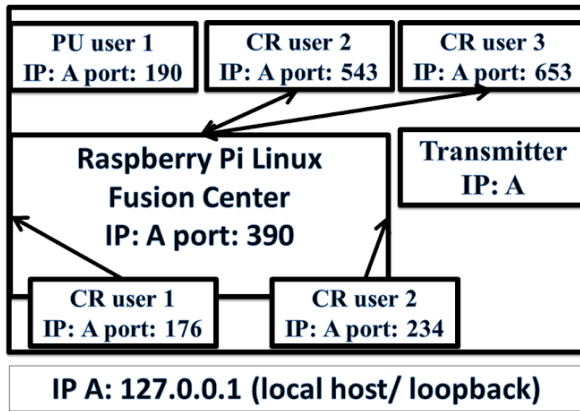 PU user 1
IP: A port: 190
CR user 2
IP: A port: 543
CR user 3
IP: A port: 653
Raspberry Pi Linux
Fusion Center
IP: A port: 390
Transmitter
IP: A
CR user 1
IP: A port: 176
CR user 2
IP: A port: 234
IP A: 127.0.0.1 (local host/ loopback)